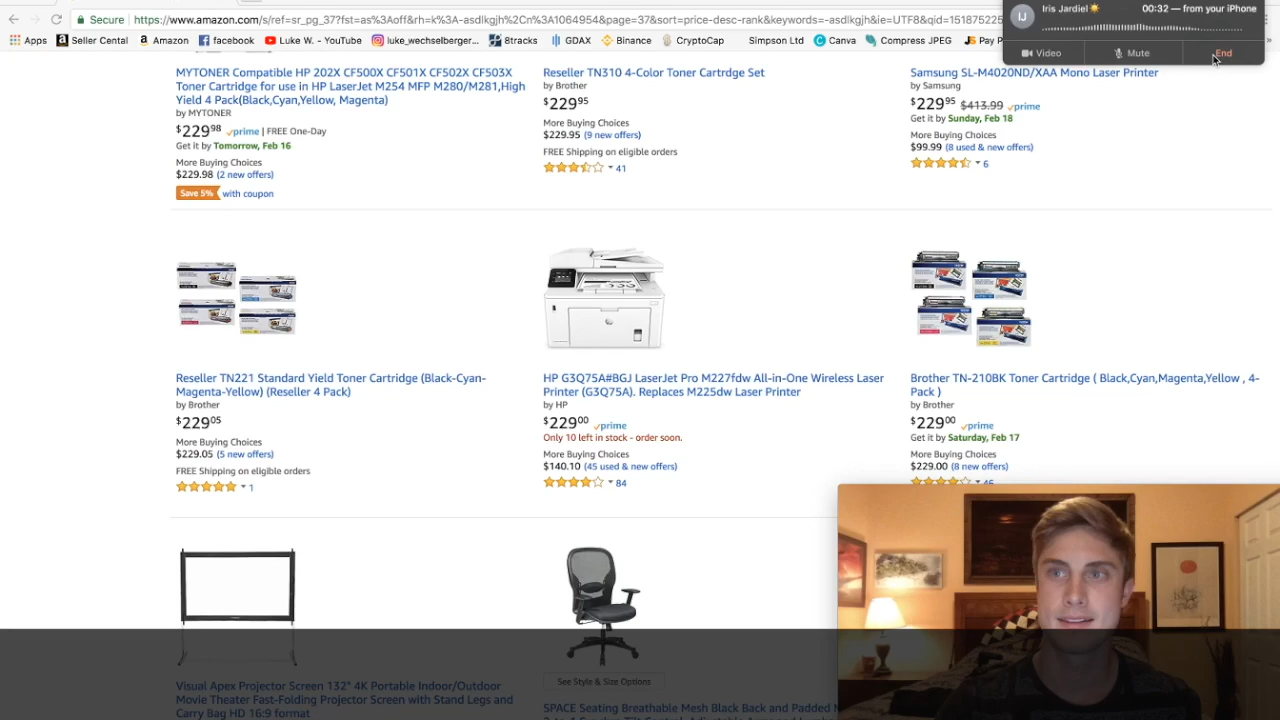 Secure
https://www.amazon.com/s/ref=sr_pg_37?fst=as%3Aoff&rh=k%3A-asdlkgjh%2Cn%3A1064954&page=37&sort=price-desc-rank&keywords=-asdlkgjh&ie=UTF8&qid=151875225
IJ
Iris Jardiel☀️
00:32 — from your iPhone
Video
Mute
End
Apps
Seller Cental
Amazon
facebook
Luke W. - YouTube
luke_wechselberger...
8tracks
GDAX
Binance
CryptoCap
Simpson Ltd
Canva
Compress JPEG
Pay P
MYTONER Compatible HP 202X CF500X CF501X CF502X CF503X
Toner Cartridge for use in HP LaserJet M254 MFP M280/M281,High
Yield 4 Pack(Black,Cyan,Yellow, Magenta)
by MYTONER
$229 98 prime | FREE One-Day
Get it by Tomorrow, Feb 16
More Buying Choices
$229.98 (2 new offers)
Save 5% with coupon
Reseller TN310 4-Color Toner Cartrdge Set
by Brother
$229 95
More Buying Choices
$229.95 (9 new offers)
FREE Shipping on eligible orders
41
Samsung SL-M4020ND/XAA Mono Laser Printer
by Samsung
$229 95 $413.99 prime
Get it by Sunday, Feb 18
More Buying Choices
$99.99 (8 used & new offers)
6
Reseller TN221 Standard Yield Toner Cartridge (Black-Cyan-
Magenta-Yellow) (Reseller 4 Pack)
by Brother
$229 05
More Buying Choices
$229.05 (5 new offers)
FREE Shipping on eligible orders
1
HP G3Q75A#BGJ LaserJet Pro M227fdw All-in-One Wireless Laser
Printer (G3Q75A). Replaces M225dw Laser Printer
by HP
$229 00 prime
Only 10 left in stock - order soon.
More Buying Choices
$140.10 (45 used & new offers)
84
Brother TN-210BK Toner Cartridge ( Black,Cyan,Magenta,Yellow , 4-
Pack )
by Brother
$229 00 prime
Get it by Saturday, Feb 17
More Buying Choices
$229.00 (8 new offers)
46
Visual Apex Projector Screen 132" 4K Portable Indoor/Outdoor
Movie Theater Fast-Folding Projector Screen with Stand Legs and
Carry Bag HD 16:9 format
See Style & Size Options
SPACE Seating Breathable Mesh Black Back and Padded